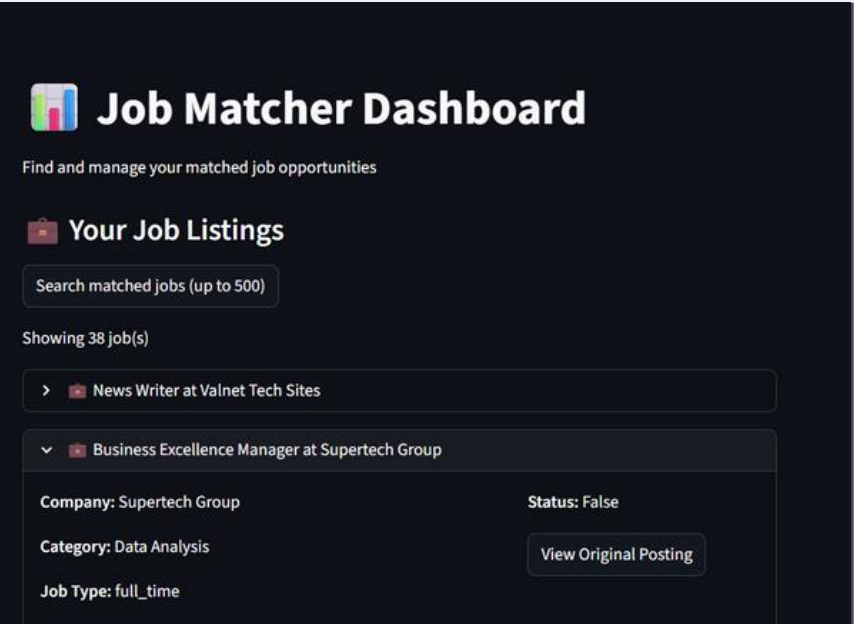 Job Matcher Dashboard
Find and manage your matched job opportunities
Your Job Listings
Search matched jobs (up to 500)
Showing 38 job(s)
News Writer at Valnet Tech Sites
Business Excellence Manager at Supertech Group
Company: Supertech Group
Status: False
Category: Data Analysis
View Original Posting
Job Type: full_time